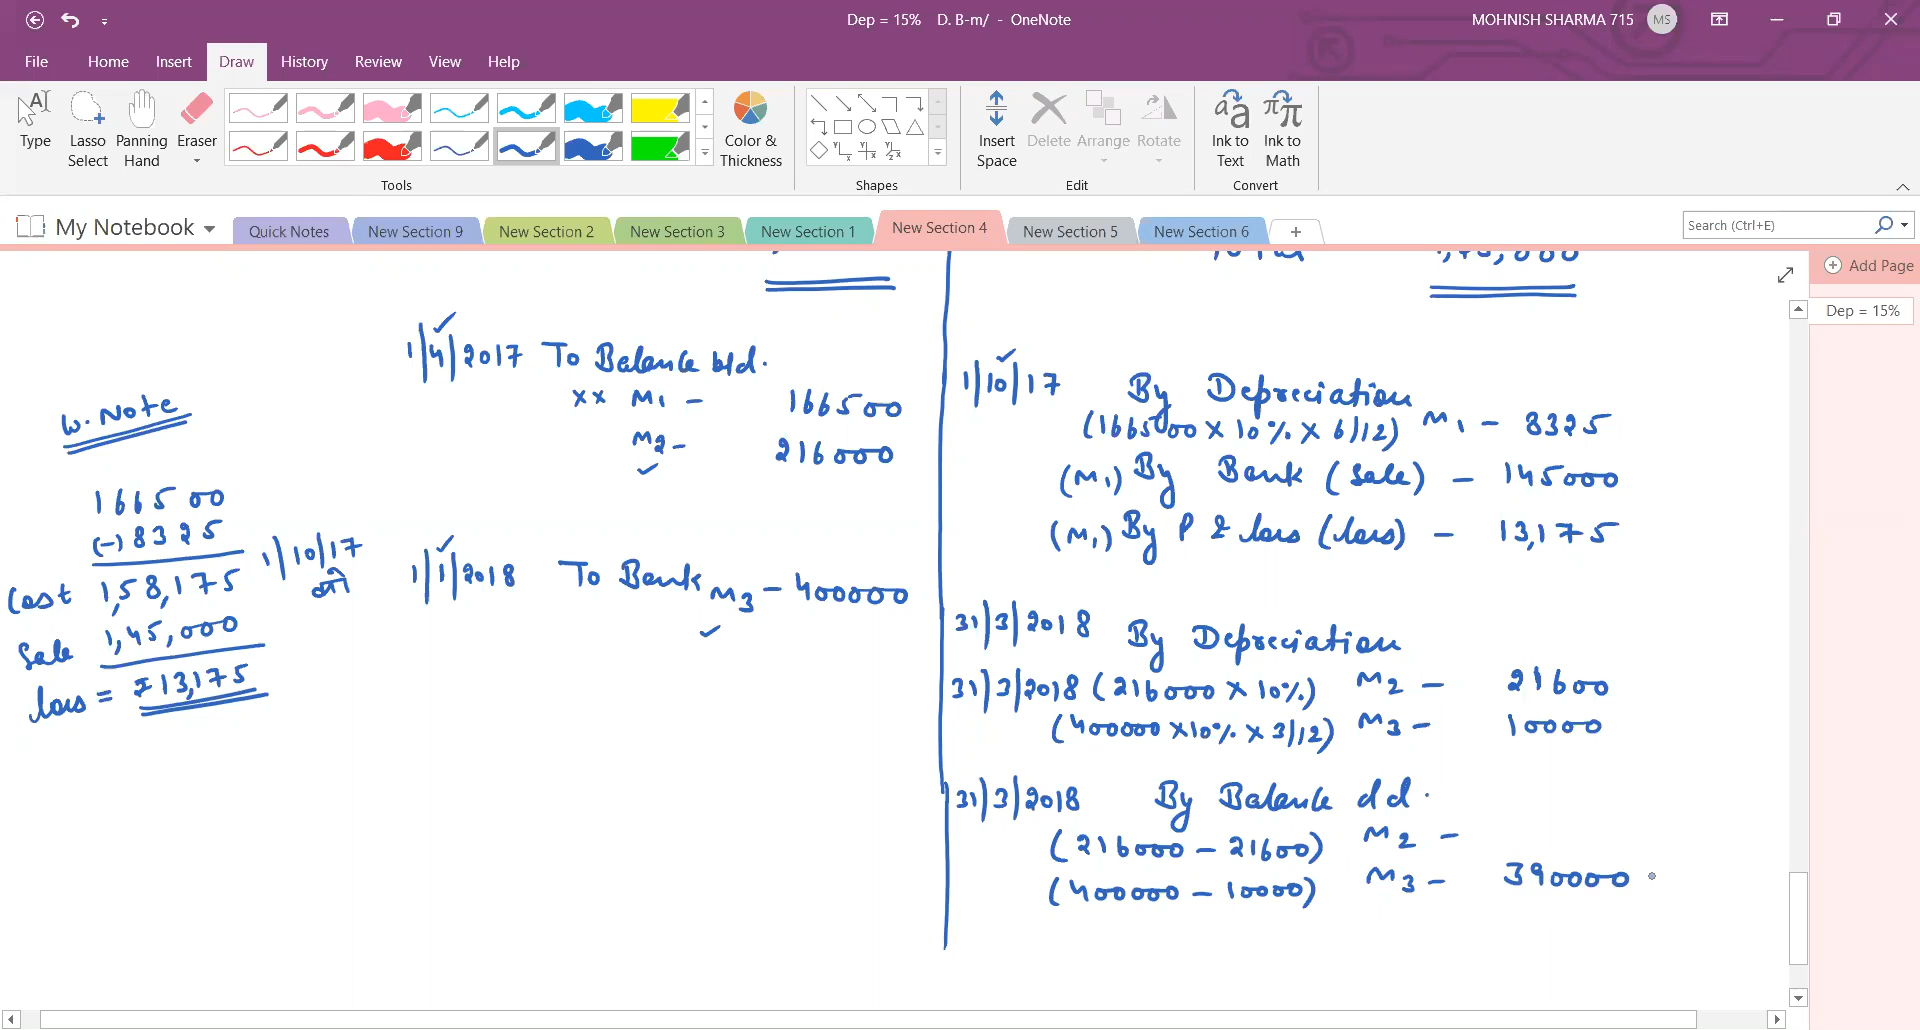 Dep = 15%    D. B-m/  -  OneNote
MOHNISH SHARMA 715
MS
File
Home
Insert
Draw
History
Review
View
Help
Type
Lasso Select
Panning Hand
Eraser
Color & Thickness
Insert Space
Delete
Arrange
Rotate
Ink to Text
Ink to Math
Tools
Shapes
Edit
Convert
My Notebook
Quick Notes
New Section 9
New Section 2
New Section 3
New Section 1
New Section 4
New Section 5
New Section 6
Search (Ctrl+E)
Add Page
Dep = 15%
W. Note
166500
(-) 8325
Cost 1,58,175 1/10/17 को
Sale 1,45,000
Loss = ₹13,175
1/4/2017 To Balance b/d.
xx M1 - 166500
M2 - 216000
1/1/2018 To Bank M3 - 400000
Total 1,75,000
1/10/17 By Depreciation
(166500 x 10% x 6/12) M1 - 8325
(M1) By Bank (Sale) - 145000
(M1) By P & loss (loss) - 13,175
31/3/2018 By Depreciation
31/3/2018 (216000 x 10%) M2 - 21600
(400000 x 10% x 3/12) M3 - 10000
31/3/2018 By Balance c/d.
(216000 - 21600) M2 -
(400000 - 10000) M3 - 390000